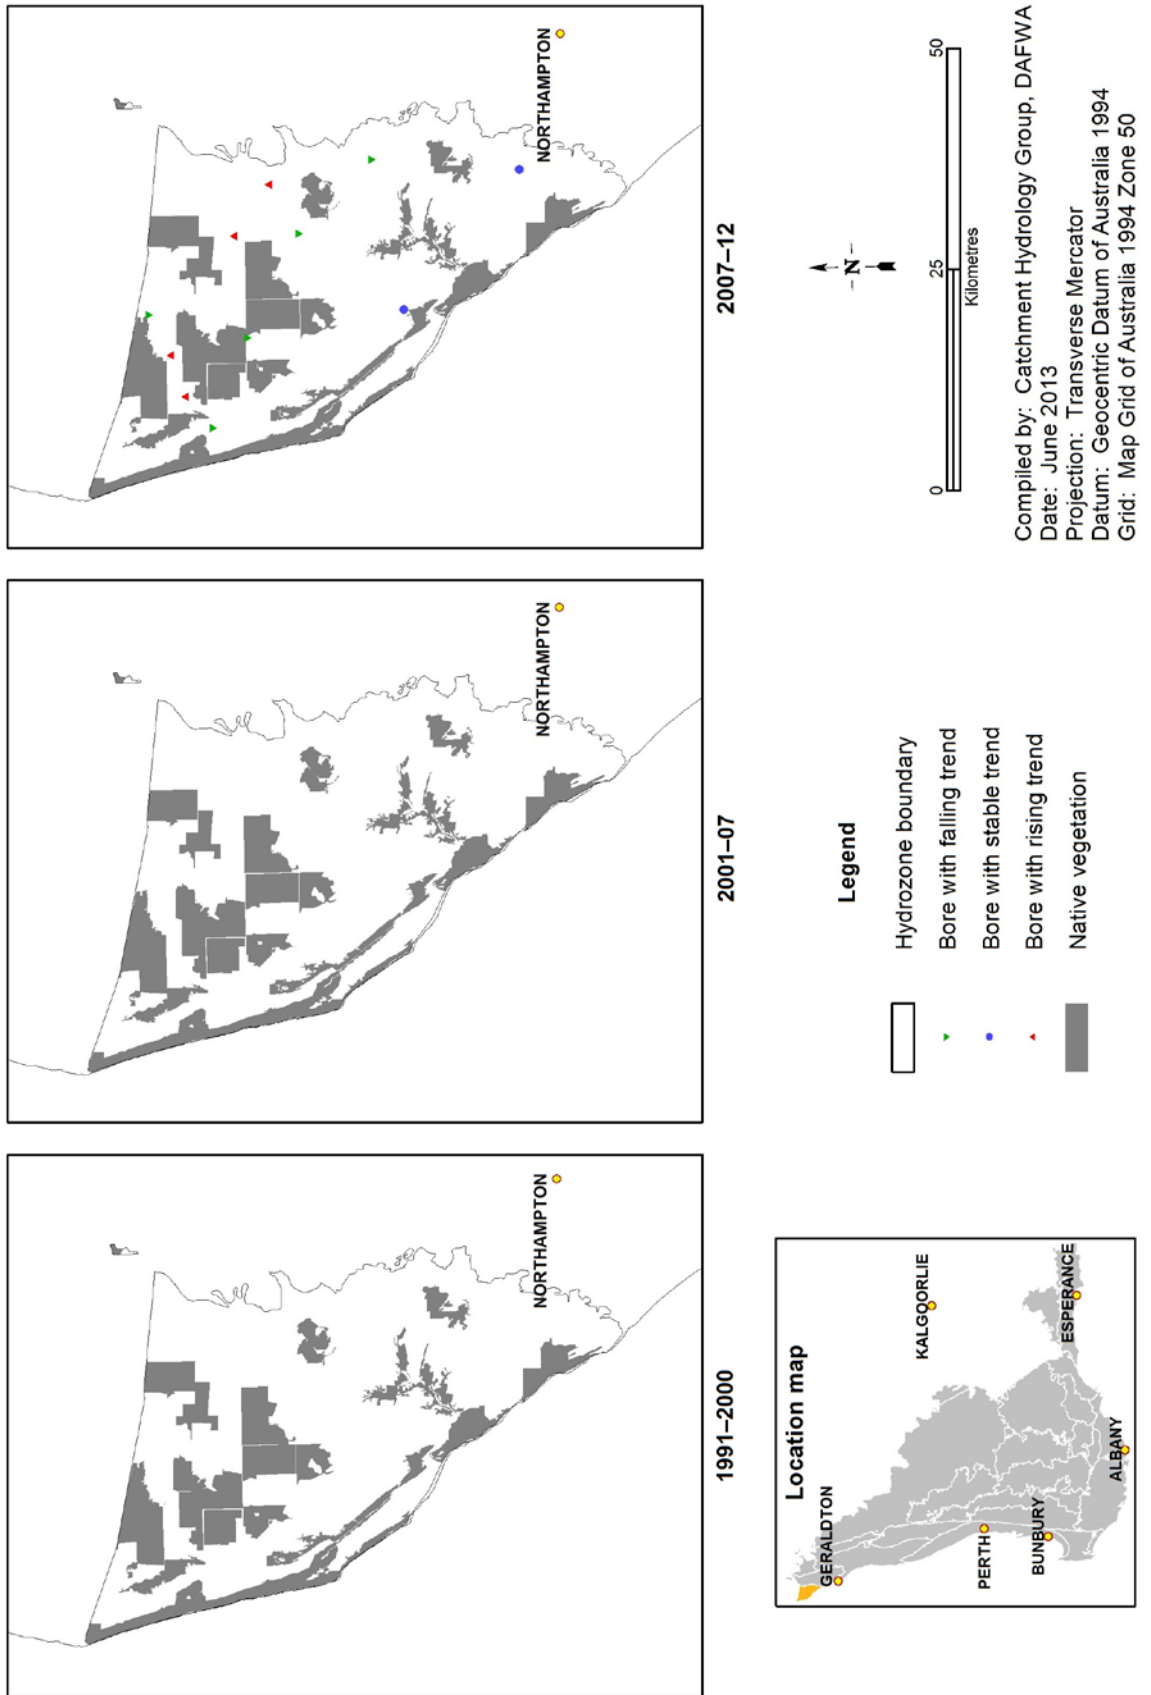 NORTHAMPTON
1991–2000
NORTHAMPTON
2001–07
NORTHAMPTON
2007–12
Location map
GERALDTON
KALGOORLIE
PERTH
BUNBURY
ESPERANCE
ALBANY
Legend
Hydrozone boundary
Bore with falling trend
Bore with stable trend
Bore with rising trend
Native vegetation
N
0 25 50
Kilometres
Compiled by: Catchment Hydrology Group, DAFWA
Date: June 2013
Projection: Transverse Mercator
Datum: Geocentric Datum of Australia 1994
Grid: Map Grid of Australia 1994 Zone 50